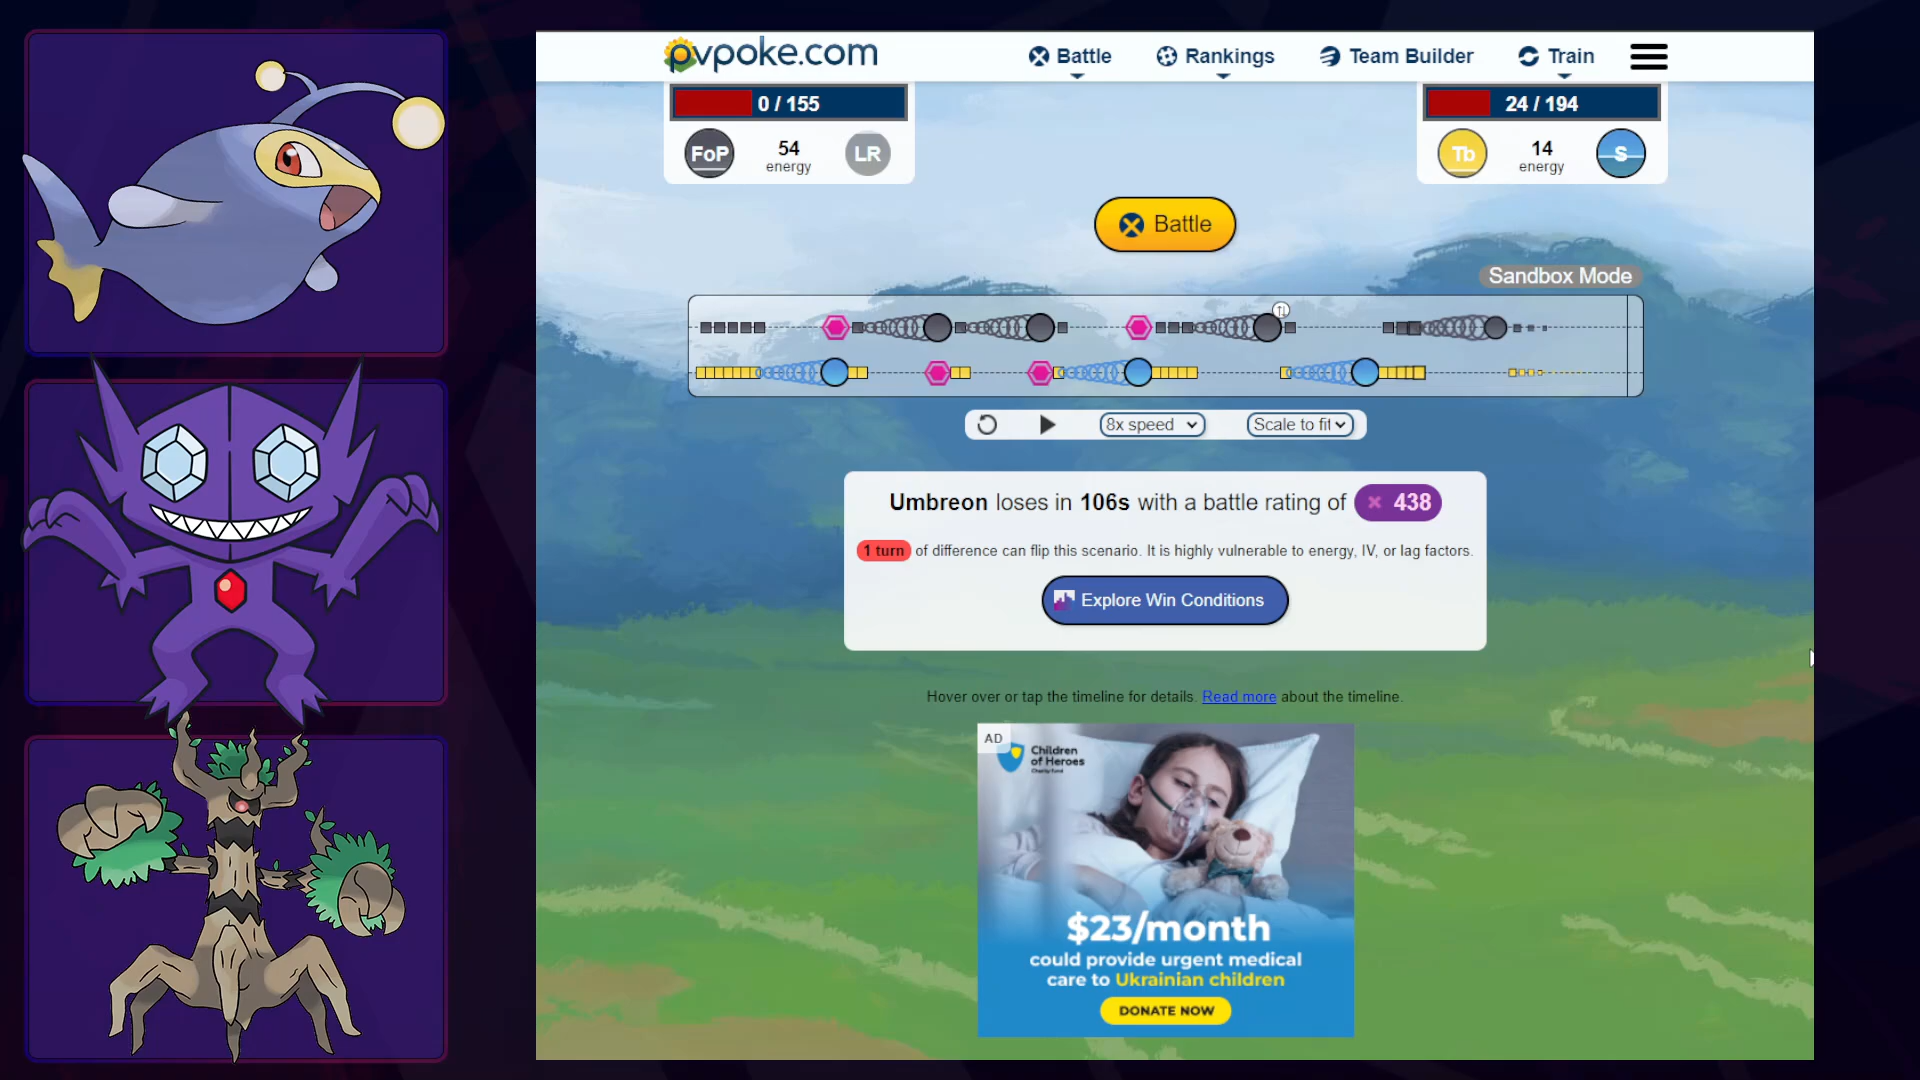 pvpoke.com
Battle
Rankings
Team Builder
Train
0 / 155
24 / 194
FoP
54
energy
LR
Tb
14
energy
S
Battle
Sandbox Mode
8x speed
Scale to fit
Umbreon loses in 106s with a battle rating of 438
1 turn of difference can flip this scenario. It is highly vulnerable to energy, IV, or lag factors.
Explore Win Conditions
Hover over or tap the timeline for details. Read more about the timeline.
AD
Children
of Heroes
Charity fund
$23/month
could provide urgent medical
care to Ukrainian children
DONATE NOW